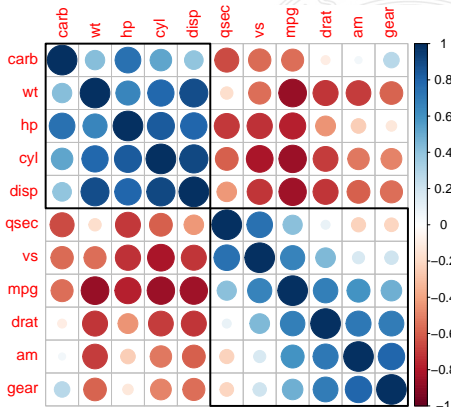 carb wt hp cyl disp qsec vs mpg drat am gear
carb
wt
hp
cyl
disp
qsec
vs
mpg
drat
am
gear
1
0.8
0.6
0.4
0.2
0
−0.2
−0.4
−0.6
−0.8
−1